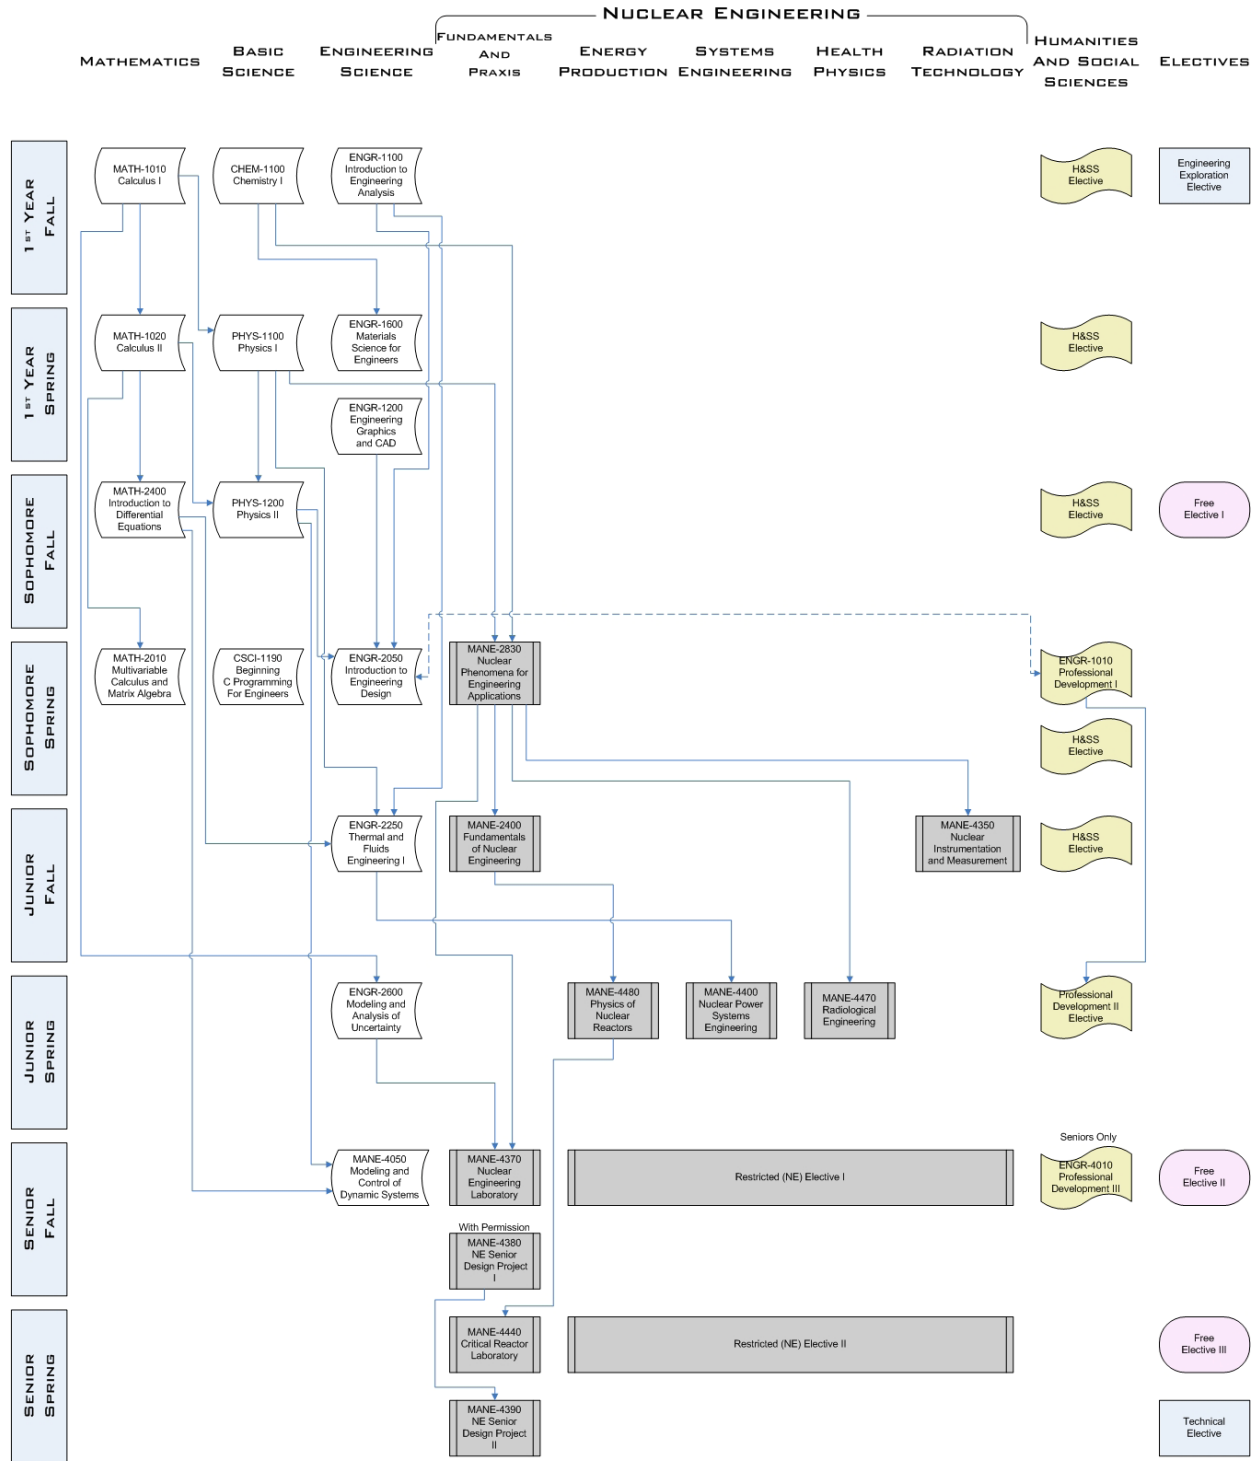 NUCLEAR ENGINEERING
MATHEMATICS
BASIC
SCIENCE
ENGINEERING
SCIENCE
FUNDAMENTALS
AND
PRAXIS
ENERGY
PRODUCTION
SYSTEMS
ENGINEERING
HEALTH
PHYSICS
RADIATION
TECHNOLOGY
HUMANITIES
AND SOCIAL
SCIENCES
ELECTIVES
1ST YEAR
FALL
MATH-1010
Calculus I
CHEM-1100
Chemistry I
ENGR-1100
Introduction to
Engineering
Analysis
H&SS
Elective
Engineering
Exploration
Elective
1ST YEAR
SPRING
MATH-1020
Calculus II
PHYS-1100
Physics I
ENGR-1600
Materials
Science for
Engineers
H&SS
Elective
ENGR-1200
Engineering
Graphics
and CAD
SOPHOMORE
FALL
MATH-2400
Introduction to
Differential
Equations
PHYS-1200
Physics II
H&SS
Elective
Free
Elective I
SOPHOMORE
SPRING
MATH-2010
Multivariable
Calculus and
Matrix Algebra
CSCI-1190
Beginning
C Programming
For Engineers
ENGR-2050
Introduction to
Engineering
Design
MANE-2830
Nuclear
Phenomena for
Engineering
Applications
ENGR-1010
Professional
Development I
H&SS
Elective
JUNIOR
FALL
ENGR-2250
Thermal and
Fluids
Engineering I
MANE-2400
Fundamentals
of Nuclear
Engineering
MANE-4350
Nuclear
Instrumentation
and Measurement
H&SS
Elective
JUNIOR
SPRING
ENGR-2600
Modeling and
Analysis of
Uncertainty
MANE-4480
Physics of
Nuclear
Reactors
MANE-4400
Nuclear Power
Systems
Engineering
MANE-4470
Radiological
Engineering
Professional
Development II
Elective
SENIOR
FALL
MANE-4050
Modeling and
Control of
Dynamic Systems
MANE-4370
Nuclear
Engineering
Laboratory
Restricted (NE) Elective I
Seniors Only
ENGR-4010
Professional
Development III
Free
Elective II
With Permission
MANE-4380
NE Senior
Design Project
I
SENIOR
SPRING
MANE-4440
Critical Reactor
Laboratory
Restricted (NE) Elective II
Free
Elective III
MANE-4390
NE Senior
Design Project
II
Technical
Elective